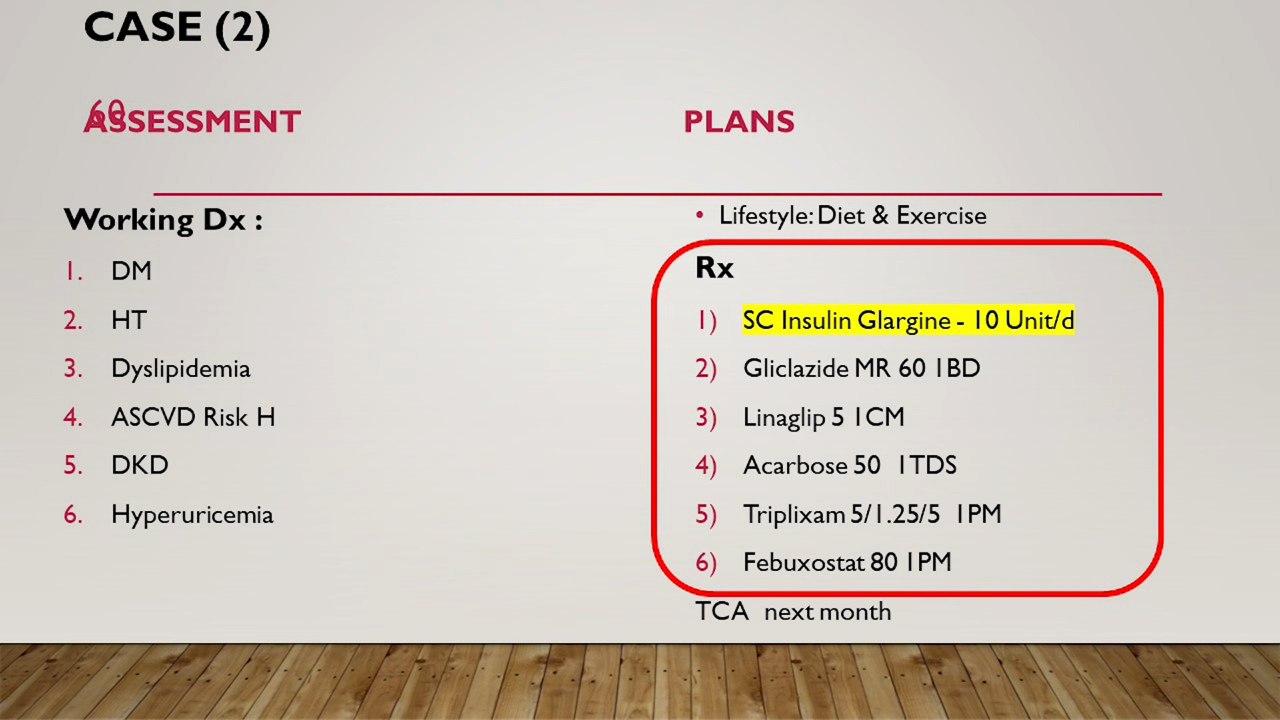 CASE (2)
60
ASSESSMENT
Working Dx :
1. DM
2. HT
3. Dyslipidemia
4. ASCVD Risk H
5. DKD
6. Hyperuricemia
PLANS
• Lifestyle: Diet & Exercise
Rx
1) SC Insulin Glargine - 10 Unit/d
2) Gliclazide MR 60 1BD
3) Linaglip 5 1CM
4) Acarbose 50 1TDS
5) Triplixam 5/1.25/5 1PM
6) Febuxostat 80 1PM
TCA next month